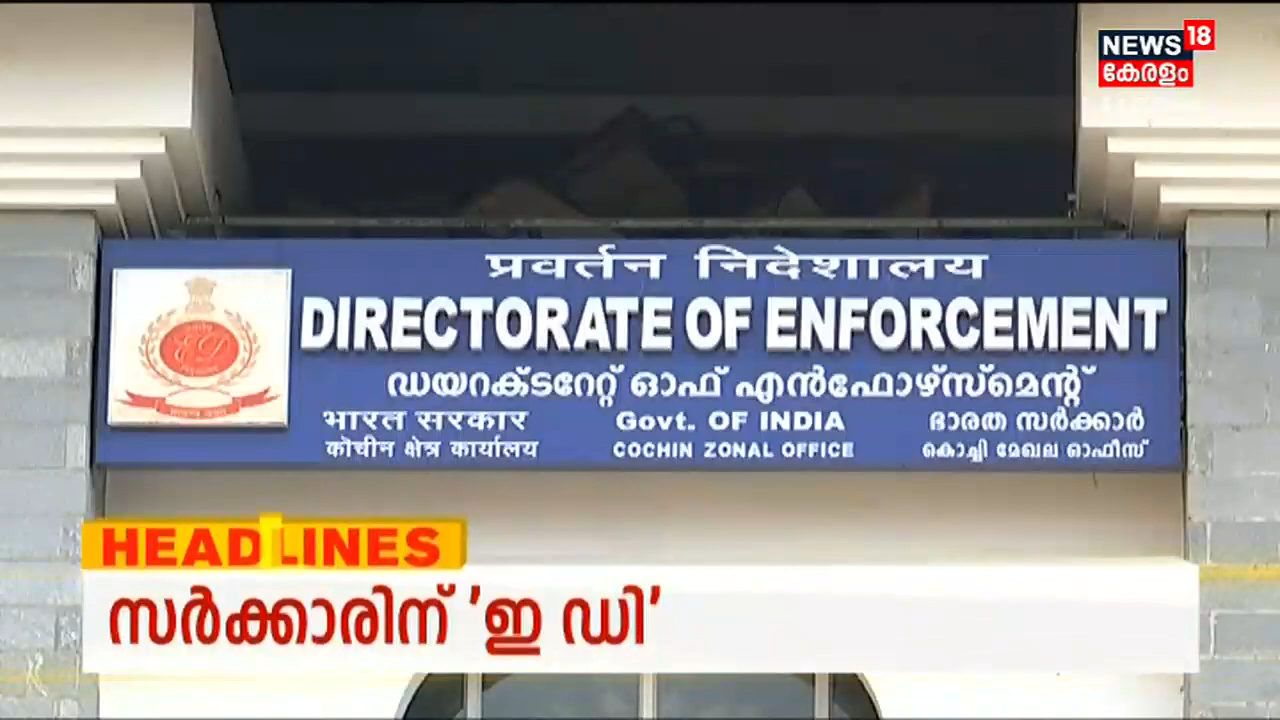 NEWS 18
കേരളം
प्रवर्तन निदेशालय
DIRECTORATE OF ENFORCEMENT
ഡയറക്ടറേറ്റ് ഓഫ് എൻഫോഴ്സ്മെന്റ്
भारत सरकार Govt. OF INDIA ഭാരത സർക്കാർ
कोचीन क्षेत्र कार्यालय COCHIN ZONAL OFFICE കൊച്ചി മേഖല ഓഫീസ്
ED
HEADLINES
സർക്കാരിന് 'ഇ ഡി'